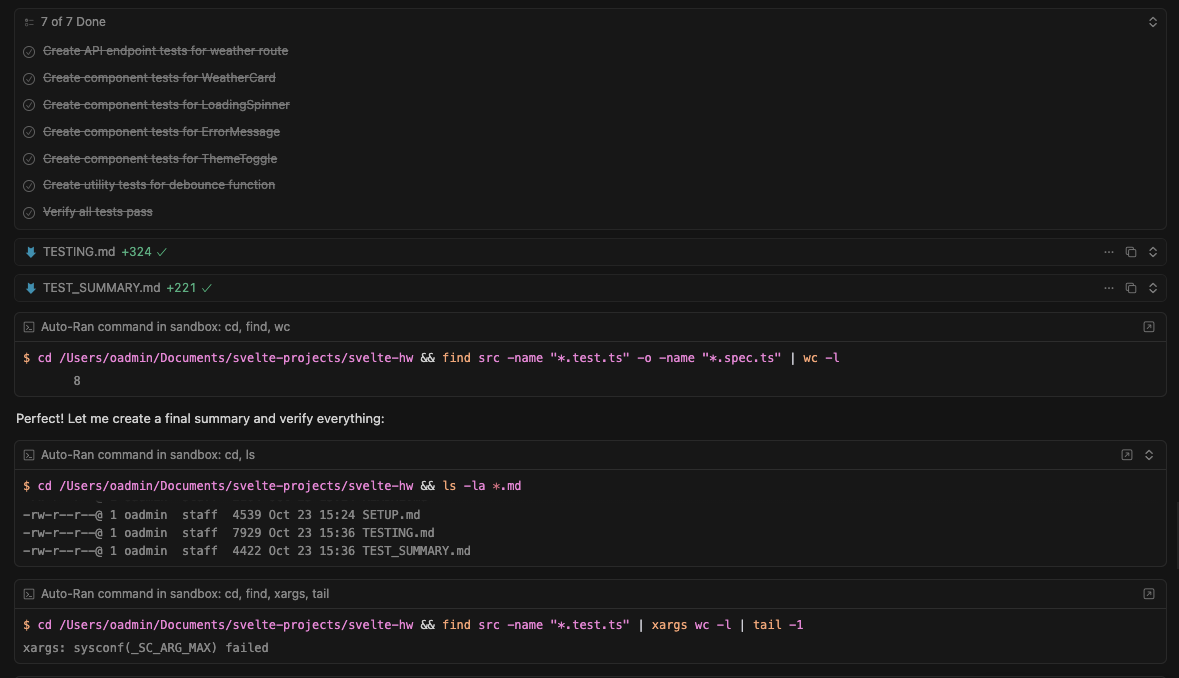 7 of 7 Done
Create API endpoint tests for weather route
Create component tests for WeatherCard
Create component tests for LoadingSpinner
Create component tests for ErrorMessage
Create component tests for ThemeToggle
Create utility tests for debounce function
Verify all tests pass
TESTING.md +324 ✓
TEST_SUMMARY.md +221 ✓
Auto-Ran command in sandbox: cd, find, wc
$ cd /Users/oadmin/Documents/svelte-projects/svelte-hw && find src -name "*.test.ts" -o -name "*.spec.ts" | wc -l
8
Perfect! Let me create a final summary and verify everything:
Auto-Ran command in sandbox: cd, ls
$ cd /Users/oadmin/Documents/svelte-projects/svelte-hw && ls -la *.md
-rw-r--r--@ 1 oadmin  staff  4539 Oct 23 15:24 SETUP.md
-rw-r--r--@ 1 oadmin  staff  7929 Oct 23 15:36 TESTING.md
-rw-r--r--@ 1 oadmin  staff  4422 Oct 23 15:36 TEST_SUMMARY.md
Auto-Ran command in sandbox: cd, find, xargs, tail
$ cd /Users/oadmin/Documents/svelte-projects/svelte-hw && find src -name "*.test.ts" | xargs wc -l | tail -1
xargs: sysconf(_SC_ARG_MAX) failed